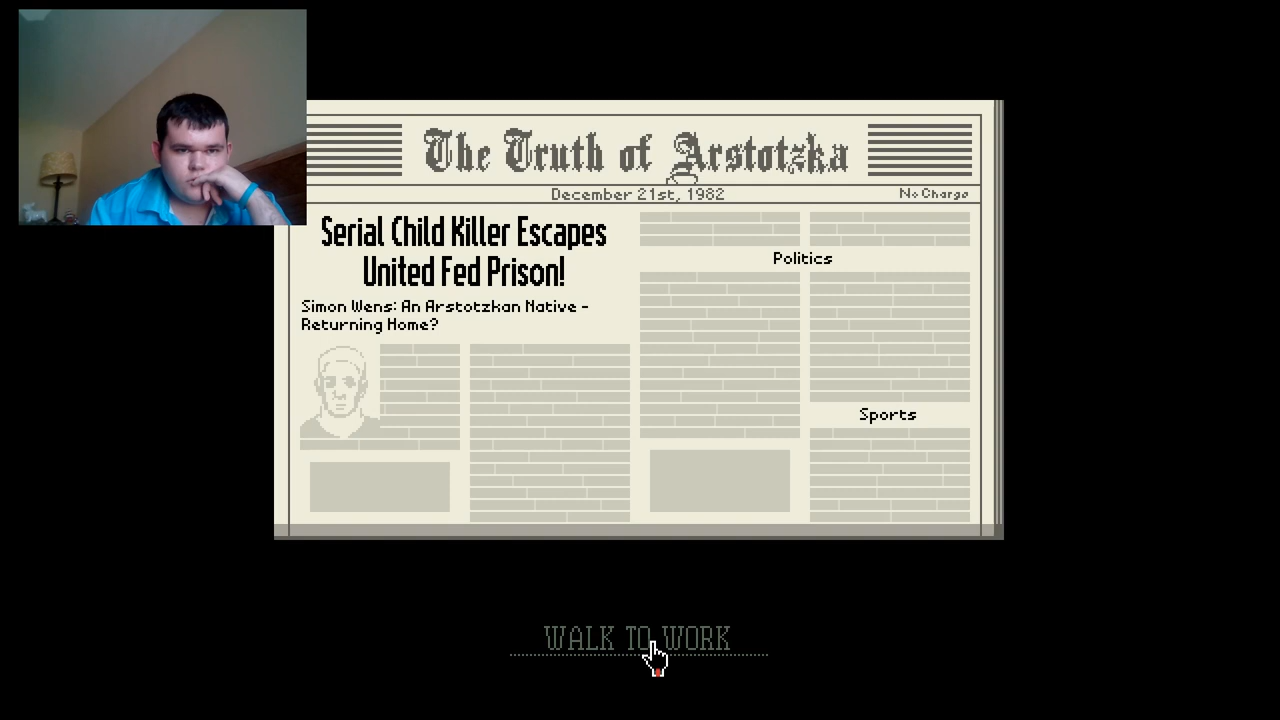 The Truth of Arstotzka
December 21st, 1982
No Charge
Serial Child Killer Escapes
United Fed Prison!
Simon Wens: An Arstotzkan Native -
Returning Home?
Politics
Sports
WALK TO WORK